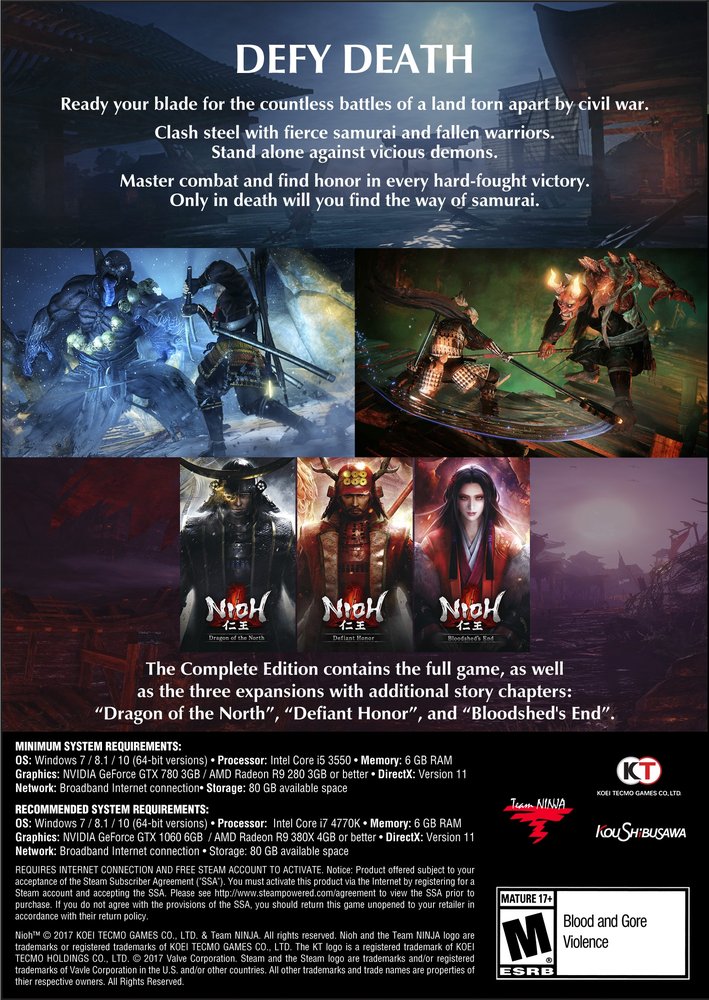 DEFY DEATH
Ready your blade for the countless battles of a land torn apart by civil war.
Clash steel with fierce samurai and fallen warriors.
Stand alone against vicious demons.
Master combat and find honor in every hard-fought victory.
Only in death will you find the way of samurai.
NIOH
仁王
Dragon of the North
NIOH
仁王
Defiant Honor
NIOH
仁王
Bloodshed's End
The Complete Edition contains the full game, as well
as the three expansions with additional story chapters:
“Dragon of the North”, “Defiant Honor”, and “Bloodshed's End”.
MINIMUM SYSTEM REQUIREMENTS:
OS: Windows 7 / 8.1 / 10 (64-bit versions) • Processor: Intel Core i5 3550 • Memory: 6 GB RAM
Graphics: NVIDIA GeForce GTX 780 3GB / AMD Radeon R9 280 3GB or better • DirectX: Version 11
Network: Broadband Internet connection• Storage: 80 GB available space
RECOMMENDED SYSTEM REQUIREMENTS:
OS: Windows 7 / 8.1 / 10 (64-bit versions) • Processor: Intel Core i7 4770K • Memory: 6 GB RAM
Graphics: NVIDIA GeForce GTX 1060 6GB / AMD Radeon R9 380X 4GB or better • DirectX: Version 11
Network: Broadband Internet connection • Storage: 80 GB available space
REQUIRES INTERNET CONNECTION AND FREE STEAM ACCOUNT TO ACTIVATE. Notice: Product offered subject to your
acceptance of the Steam Subscriber Agreement ("SSA"). You must activate this product via the Internet by registering for a
Steam account and accepting the SSA. Please see http://www.steampowered.com/agreement to view the SSA prior to
purchase. If you do not agree with the provisions of the SSA, you should return this game unopened to your retailer in
accordance with their return policy.
Nioh™ © 2017 KOEI TECMO GAMES CO., LTD. & Team NINJA. All rights reserved. Nioh and the Team NINJA logo are
trademarks or registered trademarks of KOEI TECMO GAMES CO., LTD. The KT logo is a registered trademark of KOEI
TECMO HOLDINGS CO., LTD. © 2017 Valve Corporation. Steam and the Steam logo are trademarks and/or registered
trademarks of Vavle Corporation in the U.S. and/or other countries. All other trademarks and trade names are properties of
thier respective owners. All Rights Reserved.
KT
KOEI TECMO GAMES CO., LTD.
Team NINJA
KOU SHIBUSAWA
MATURE 17+
M
ESRB
Blood and Gore
Violence